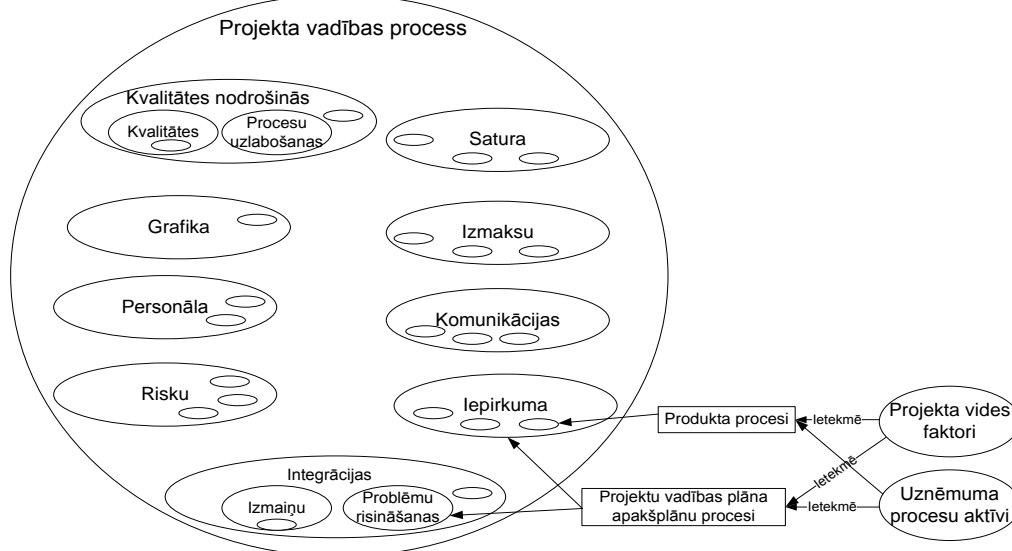 Projekta vadības process
Kvalitātes nodrošinās
Kvalitātes
Procesu
uzlabošanas
Satura
Grafika
Izmaksu
Personāla
Komunikācijas
Risku
Iepirkuma
Integrācijas
Izmaiņu
Problēmu
risināšanas
Produkta procesi
Ietekmē
Projekta vides
faktori
Ietekmē
Projektu vadības plāna
apakšplānu procesi
Ietekmē
Uzņēmuma
procesu aktīvi